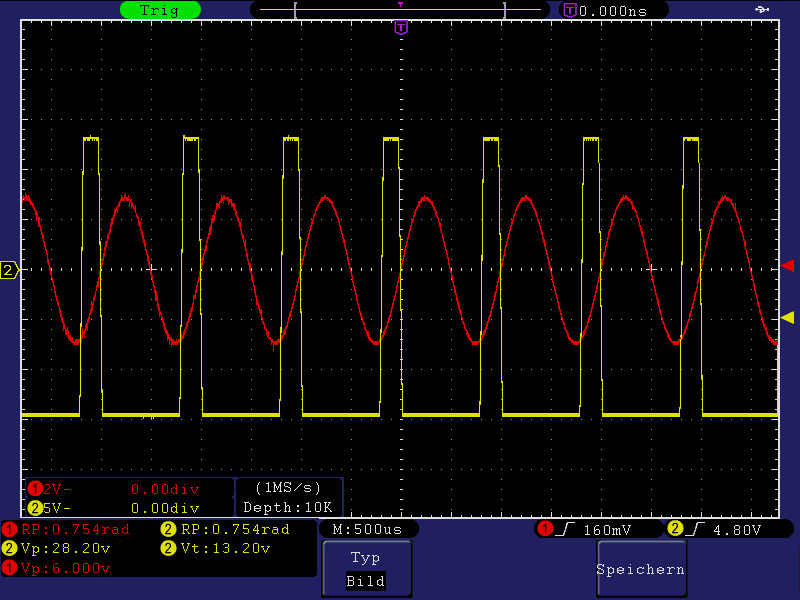 Trig T 0.000ns
T
2
1 2V- 0.00div (1MS/s)
2 5V- 0.00div Depth:10K
1 RP:0.754rad 2 RP:0.754rad M:500us 1 160mV 2 4.80V
2 Vp:28.20v 2 Vt:13.20v
1 Vp:6.000v
Typ
Bild
Speichern